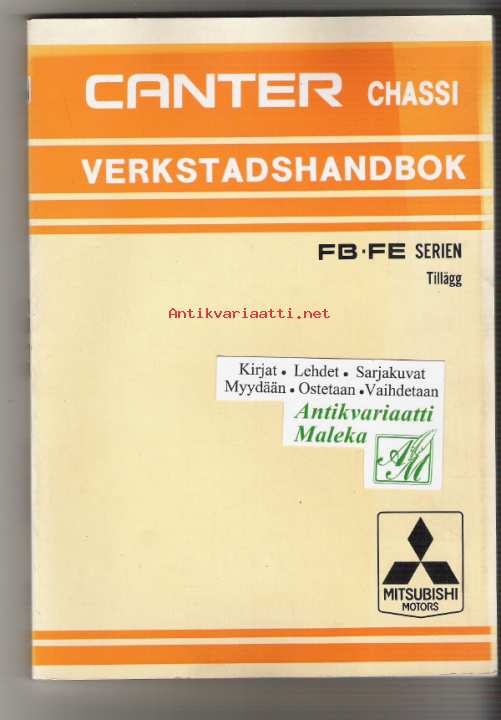 CANTER CHASSI
VERKSTADSHANDBOK
FB·FE SERIEN
Tillägg
Antikvariaatti.net
Kirjat • Lehdet • Sarjakuvat
Myydään • Ostetaan • Vaihdetaan
Antikvariaatti
Maleka
AM
MITSUBISHI
MOTORS